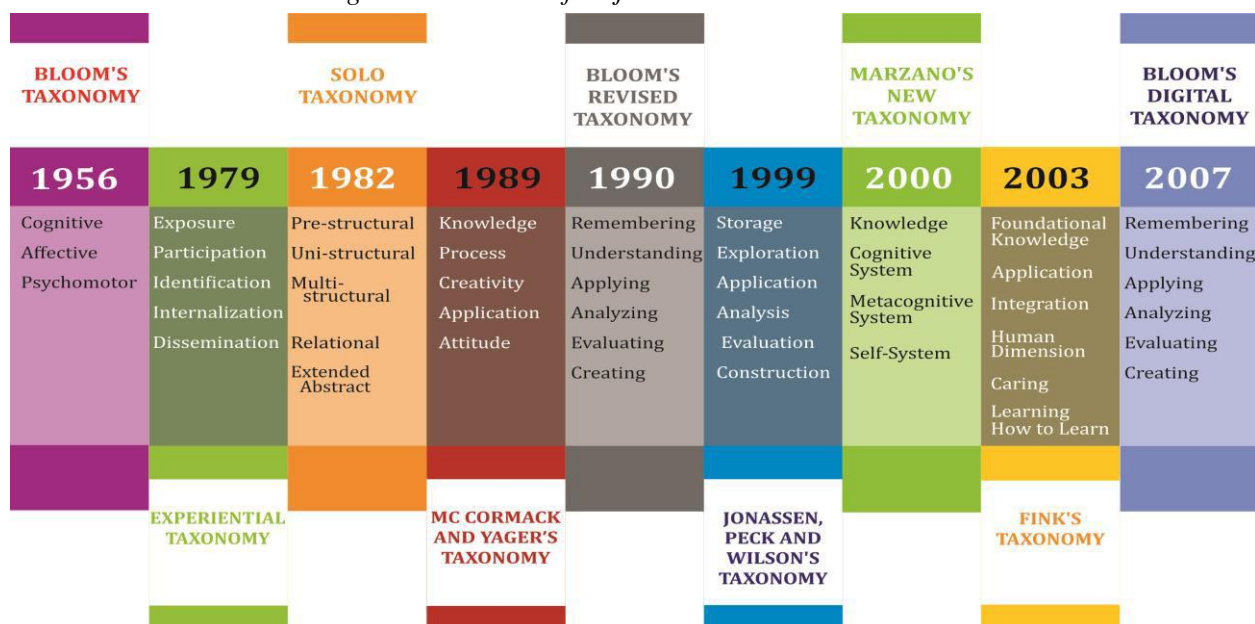 BLOOM'S
TAXONOMY
SOLO
TAXONOMY
BLOOM'S
REVISED
TAXONOMY
MARZANO'S
NEW
TAXONOMY
BLOOM'S
DIGITAL
TAXONOMY
1956
1979
1982
1989
1990
1999
2000
2003
2007
Cognitive
Affective
Psychomotor
Exposure
Participation
Identification
Internalization
Dissemination
Pre-structural
Uni-structural
Multi-
structural
Relational
Extended
Abstract
Knowledge
Process
Creativity
Application
Attitude
Remembering
Understanding
Applying
Analyzing
Evaluating
Creating
Storage
Exploration
Application
Analysis
Evaluation
Construction
Knowledge
Cognitive
System
Metacognitive
System
Self-System
Foundational
Knowledge
Application
Integration
Human
Dimension
Caring
Learning
How to Learn
Remembering
Understanding
Applying
Analyzing
Evaluating
Creating
EXPERIENTIAL
TAXONOMY
MC CORMACK
AND YAGER'S
TAXONOMY
JONASSEN,
PECK AND
WILSON'S
TAXONOMY
FINK'S
TAXONOMY